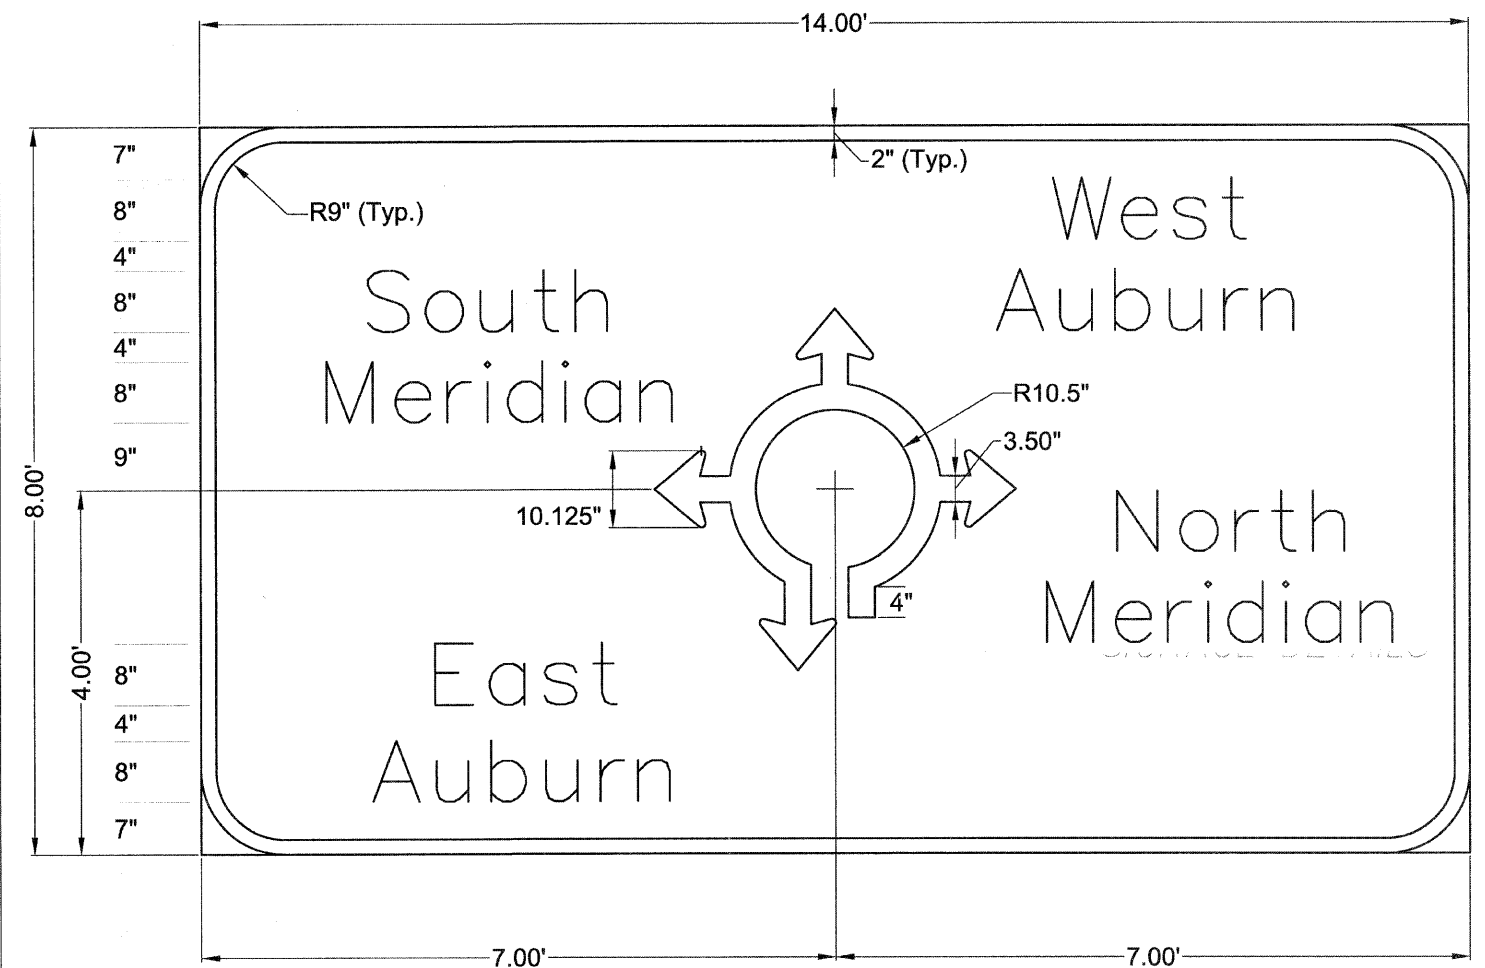 14.00'
7"
2" (Typ.)
8"
R9" (Typ.)
West
4"
South
Auburn
8"
4"
Meridian
8"
R10.5"
3.50"
9"
8.00'
10.125"
North
4"
Meridian
4.00'
8"
East
4"
Auburn
8"
7"
7.00'
7.00'